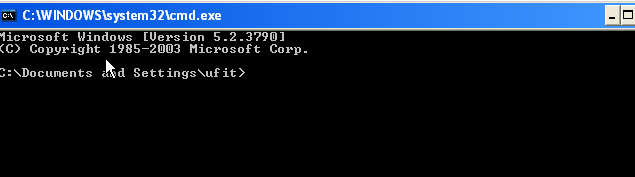 C:\WINDOWS\system32\cmd.exe
Microsoft Windows [Version 5.2.3790]
(C) Copyright 1985-2003 Microsoft Corp.
C:\Documents and Settings\ufit>